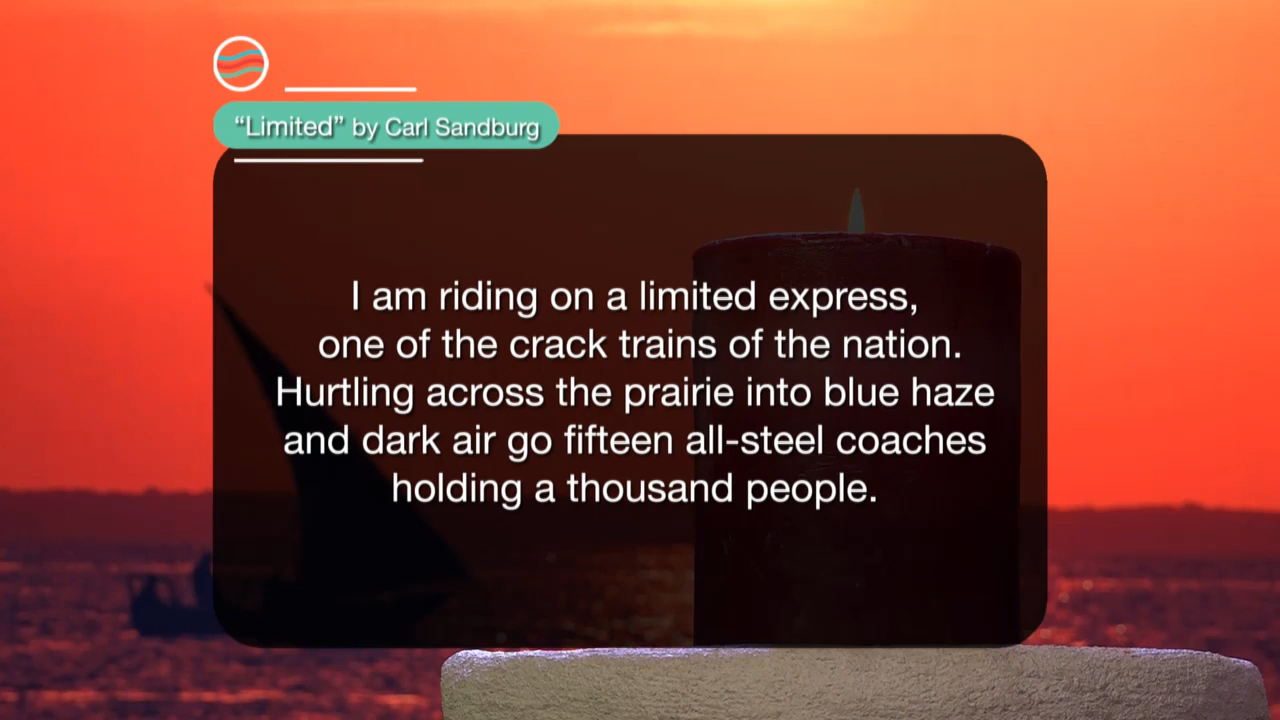 “Limited” by Carl Sandburg
I am riding on a limited express,
one of the crack trains of the nation.
Hurtling across the prairie into blue haze
and dark air go fifteen all-steel coaches
holding a thousand people.